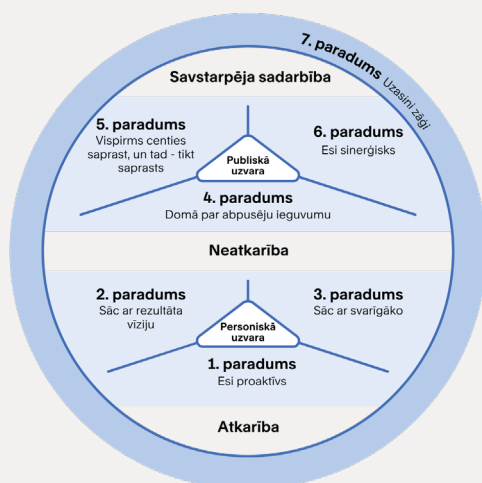 7. paradums Uzasini zāģi
Savstarpēja sadarbība
5. paradums
Vispirms centies
saprast, un tad - tikt
saprasts
6. paradums
Esi sinerģisks
Publiskā
uzvara
4. paradums
Domā par abpusēju ieguvumu
Neatkarība
2. paradums
Sāc ar rezultāta
vīziju
3. paradums
Sāc ar svarīgāko
Personiskā
uzvara
1. paradums
Esi proaktīvs
Atkarība